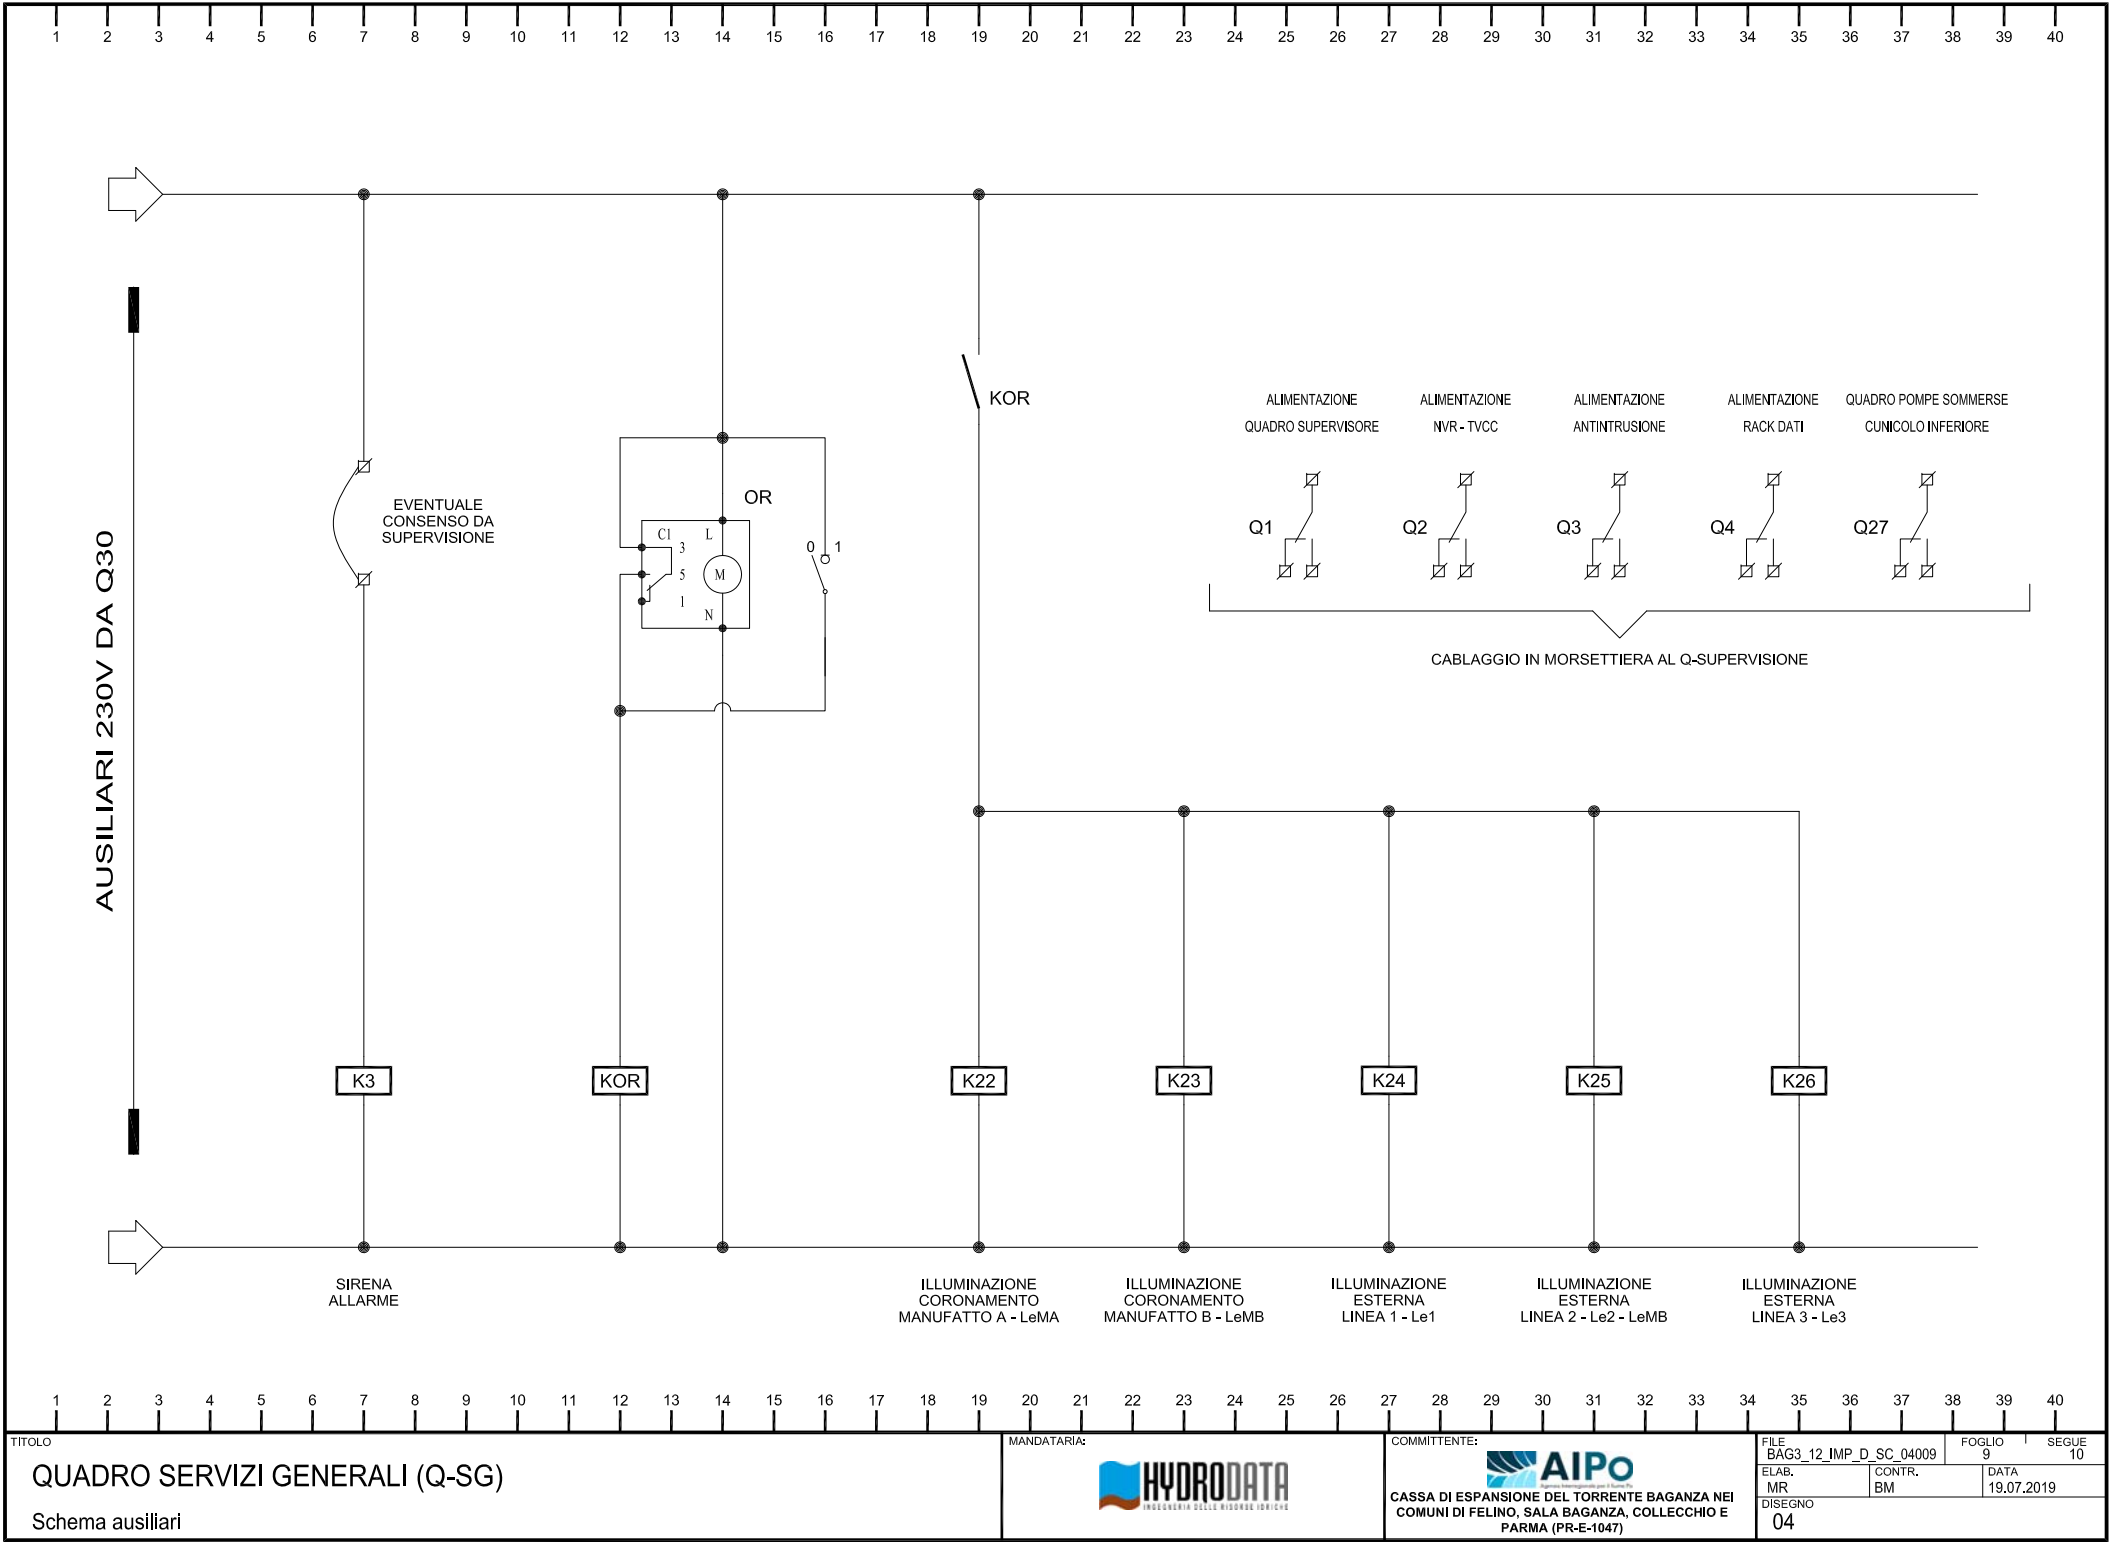 1 2 3 4 5 6 7 8 9 10 11 12 13 14 15 16 17 18 19 20 21 22 23 24 25 26 27 28 29 30 31 32 33 34 35 36 37 38 39 40
AUSILIARI 230V DA Q30
EVENTUALE
CONSENSO DA
SUPERVISIONE
OR
C1
L
3
5
1
M
N
0 1
KOR
ALIMENTAZIONE
QUADRO SUPERVISORE
ALIMENTAZIONE
NVR - TVCC
ALIMENTAZIONE
ANTINTRUSIONE
ALIMENTAZIONE
RACK DATI
QUADRO POMPE SOMMERSE
CUNICOLO INFERIORE
Q1 Q2 Q3 Q4 Q27
CABLAGGIO IN MORSETTIERA AL Q-SUPERVISIONE
K3 KOR K22 K23 K24 K25 K26
SIRENA
ALLARME
ILLUMINAZIONE
CORONAMENTO
MANUFATTO A - LeMA
ILLUMINAZIONE
CORONAMENTO
MANUFATTO B - LeMB
ILLUMINAZIONE
ESTERNA
LINEA 1 - Le1
ILLUMINAZIONE
ESTERNA
LINEA 2 - Le2 - LeMB
ILLUMINAZIONE
ESTERNA
LINEA 3 - Le3
1 2 3 4 5 6 7 8 9 10 11 12 13 14 15 16 17 18 19 20 21 22 23 24 25 26 27 28 29 30 31 32 33 34 35 36 37 38 39 40
TITOLO
QUADRO SERVIZI GENERALI (Q-SG)
Schema ausiliari
MANDATARIA:
HYDRODATA
INGEGNERIA DELLE RISORSE IDRICHE
COMMITTENTE:
AIPo
Agenzia Interregionale per il fiume Po
CASSA DI ESPANSIONE DEL TORRENTE BAGANZA NEI
COMUNI DI FELINO, SALA BAGANZA, COLLECCHIO E
PARMA (PR-E-1047)
FILE
BAG3_12_IMP_D_SC_04009
FOGLIO
9
SEGUE
10
ELAB.
MR
CONTR.
BM
DATA
19.07.2019
DISEGNO
04